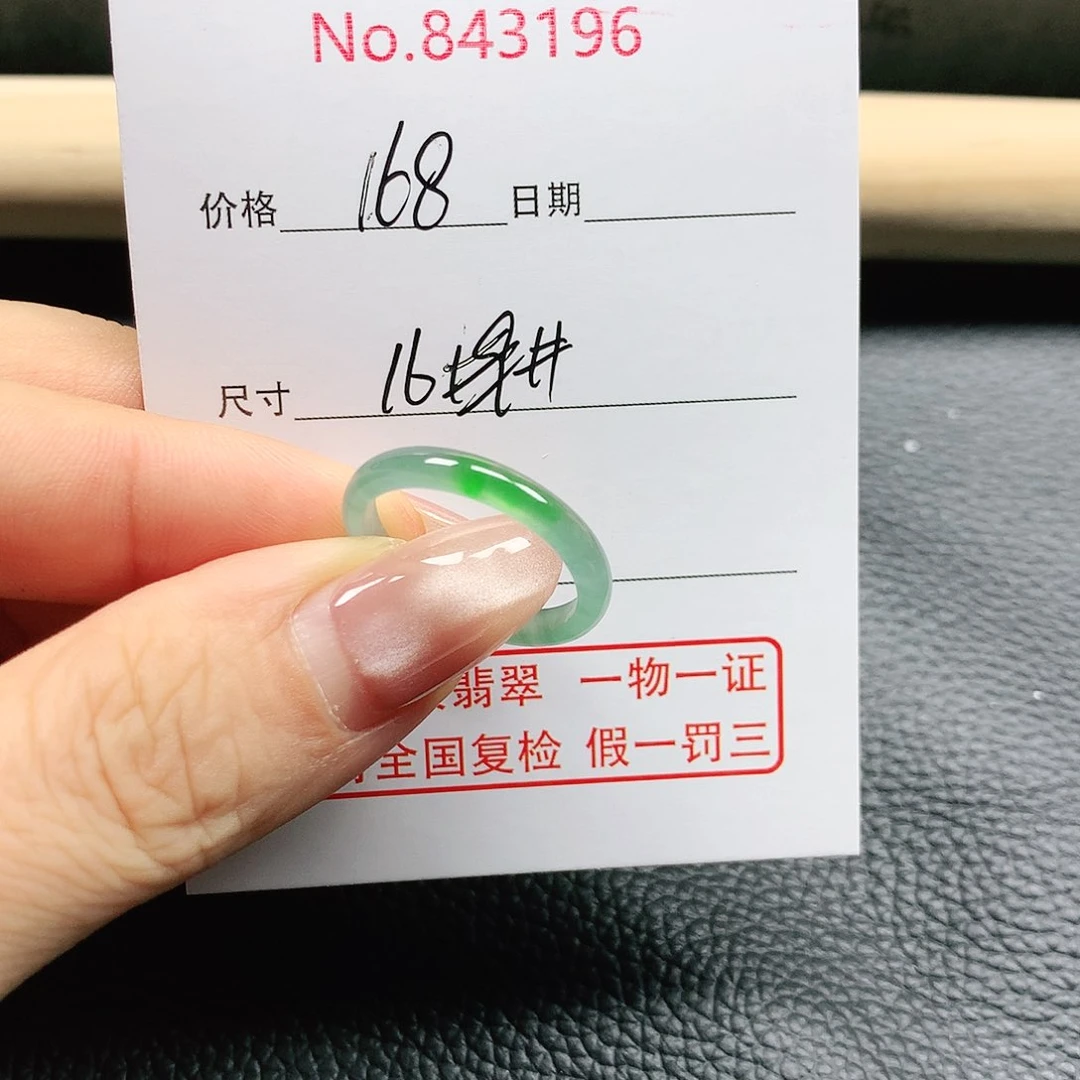 No.843196
价格 168 日期
尺寸 16 #
翡翠 一物一证
全国复检 假一罚三